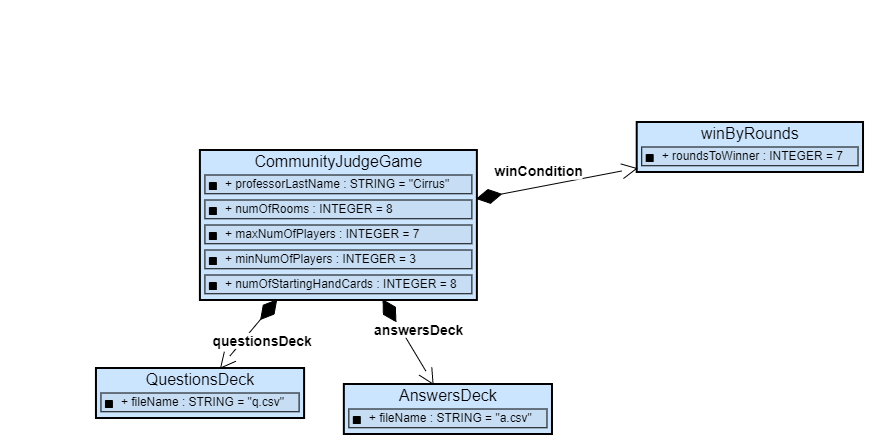 winByRounds
+ roundsToWinner : INTEGER = 7
CommunityJudgeGame
winCondition
+ professorLastName : STRING = "Cirrus"
+ numOfRooms : INTEGER = 8
+ maxNumOfPlayers : INTEGER = 7
+ minNumOfPlayers : INTEGER = 3
+ numOfStartingHandCards : INTEGER = 8
answersDeck
questionsDeck
QuestionsDeck
+ fileName : STRING = "q.csv"
AnswersDeck
+ fileName : STRING = "a.csv"